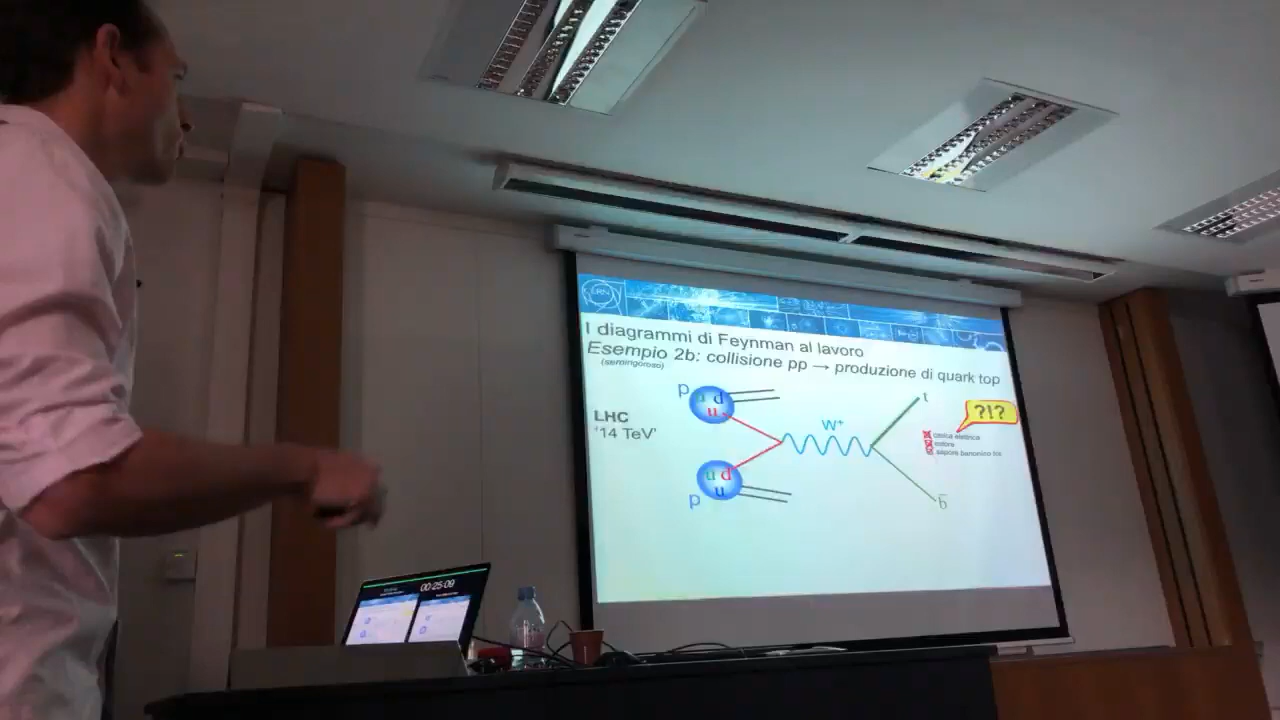 CERN
I diagrammi di Feynman al lavoro
Esempio 2b: collisione pp → produzione di quark top
p
u d
u
LHC
'14 TeV'
W⁺
t
?!?
carica elettrica
colore
sapore barionico
u d
u
p
b̅
00:25:09